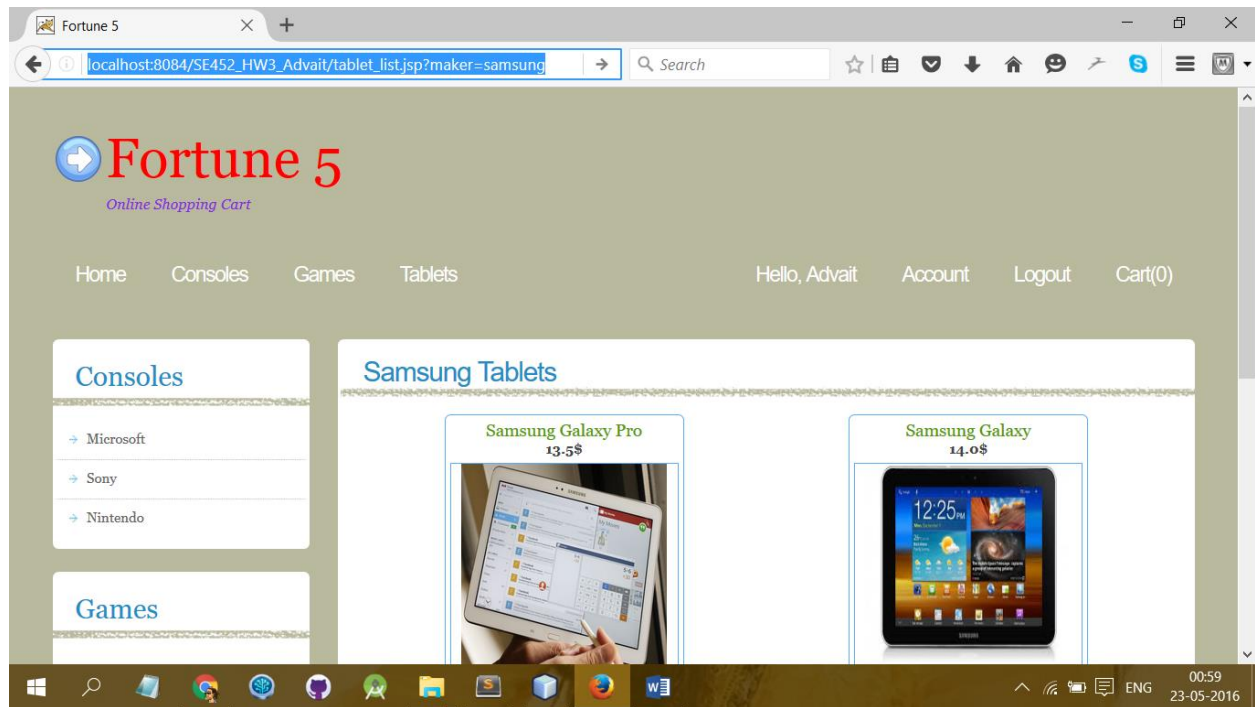 Fortune 5
localhost:8084/SE452_HW3_Advait/tablet_list.jsp?maker=samsung
Search
Fortune 5
Online Shopping Cart
Home Consoles Games Tablets Hello, Advait Account Logout Cart(0)
Consoles
Microsoft
Sony
Nintendo
Games
Samsung Tablets
Samsung Galaxy Pro
13.5$
Samsung Galaxy
14.0$
12:25 PM
SAMSUNG
ENG
00:59
23-05-2016